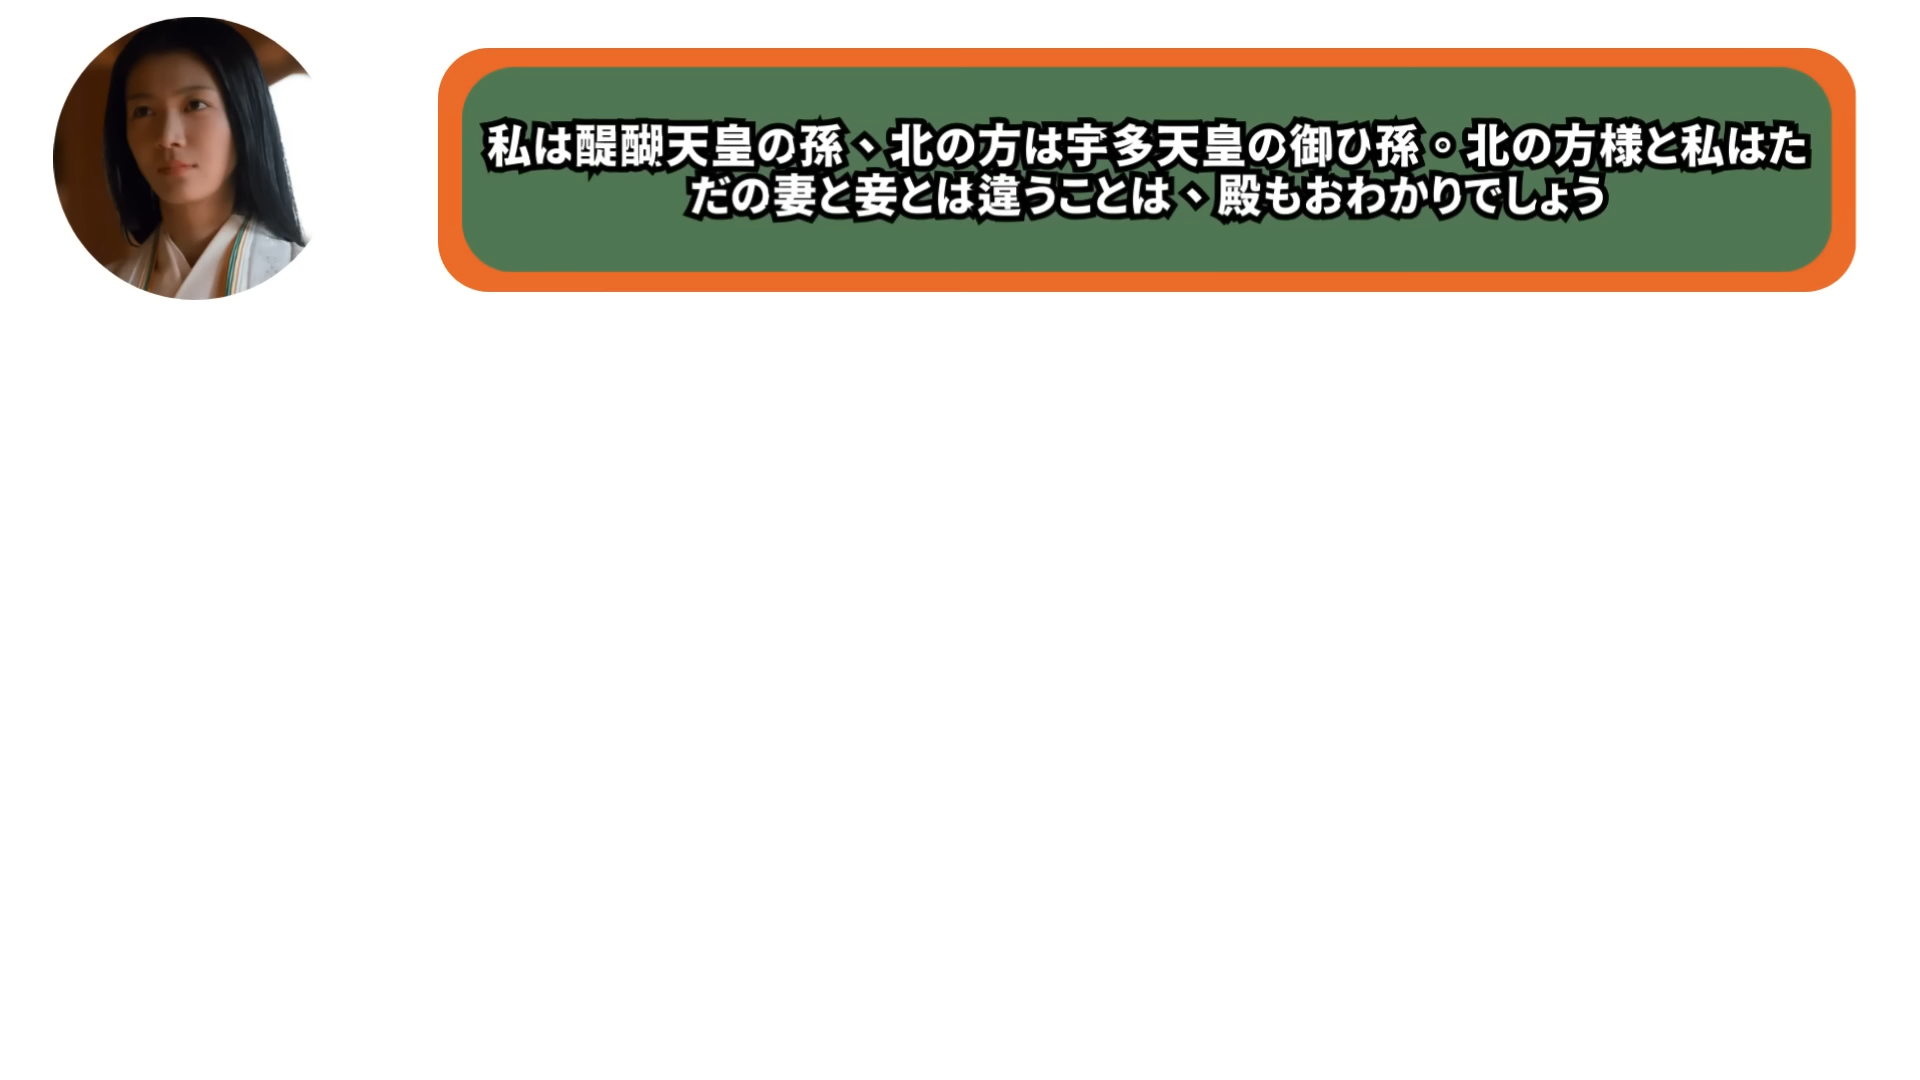 私は醍醐天皇の孫、北の方は宇多天皇の御ひ孫。北の方様と私はた
だの妻と妾とは違うことは、殿もおわかりでしょう